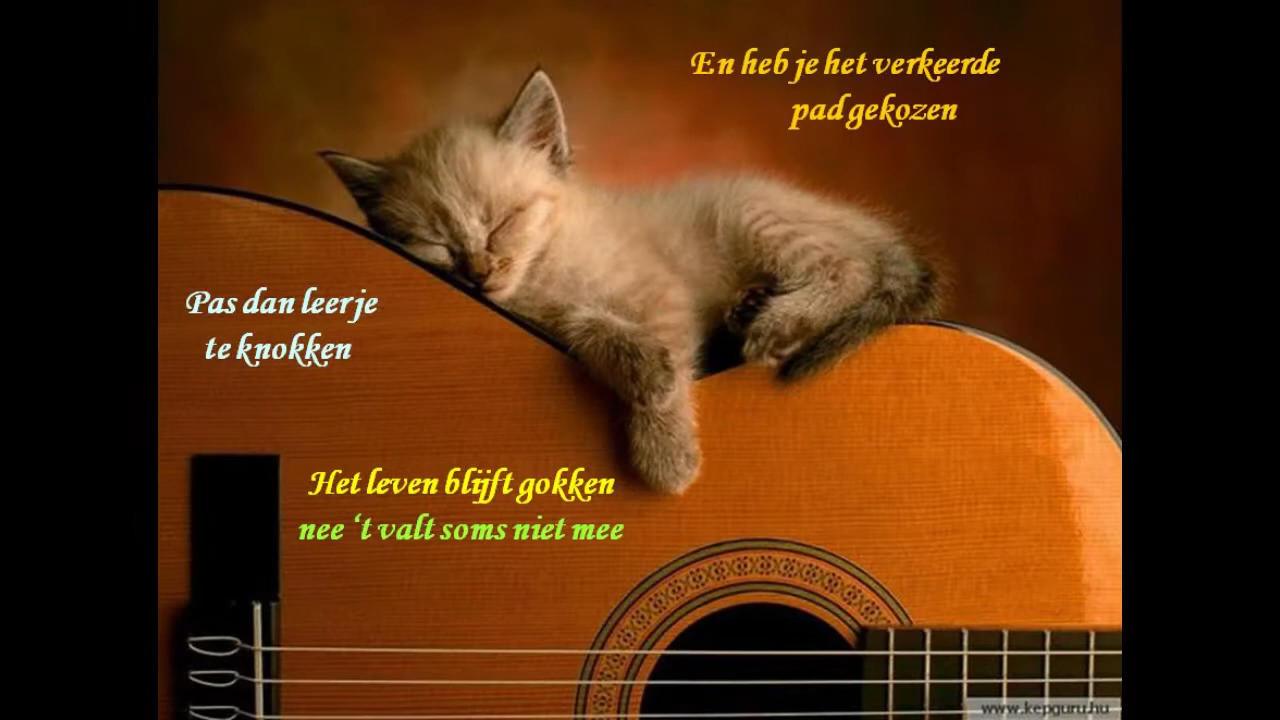 En heb je het verkeerde
pad gekozen
Pas dan leer je
te knokken
Het leven blijft gokken
nee ‘t valt soms niet mee
www.kepguru.hu